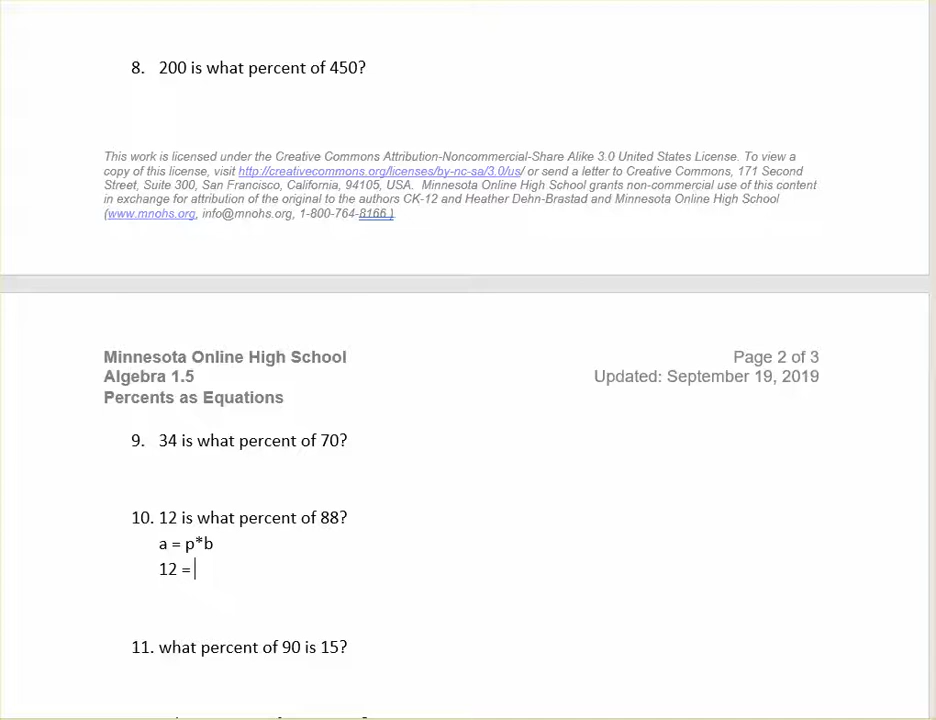 8. 200 is what percent of 450?
This work is licensed under the Creative Commons Attribution-Noncommercial-Share Alike 3.0 United States License. To view a
copy of this license, visit http://creativecommons.org/licenses/by-nc-sa/3.0/us/ or send a letter to Creative Commons, 171 Second
Street, Suite 300, San Francisco, California, 94105, USA. Minnesota Online High School grants non-commercial use of this content
in exchange for attribution of the original to the authors CK-12 and Heather Dehn-Brastad and Minnesota Online High School
(www.mnohs.org, info@mnohs.org, 1-800-764-8166.)
Minnesota Online High School Page 2 of 3
Algebra 1.5 Updated: September 19, 2019
Percents as Equations
9. 34 is what percent of 70?
10. 12 is what percent of 88?
a = p*b
12 =
11. what percent of 90 is 15?